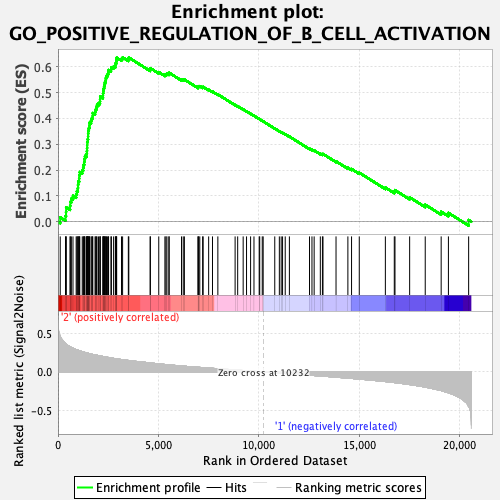 Enrichment plot:
GO_POSITIVE_REGULATION_OF_B_CELL_ACTIVATION
Enrichment score (ES)
0.6
0.5
0.4
0.3
0.2
0.1
0.0
'2' (positively correlated)
Ranked list metric (Signal2Noise)
0.5
0.0
-0.5
Zero cross at 10232
'1' (negatively correlated)
0
5,000
10,000
15,000
20,000
Rank in Ordered Dataset
Enrichment profile
Hits
Ranking metric scores